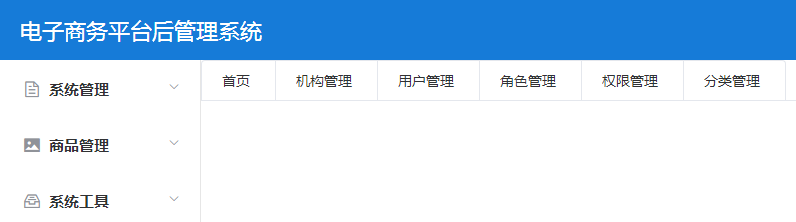 电子商务平台后管理系统
首页 机构管理 用户管理 角色管理 权限管理 分类管理
系统管理
商品管理
系统工具